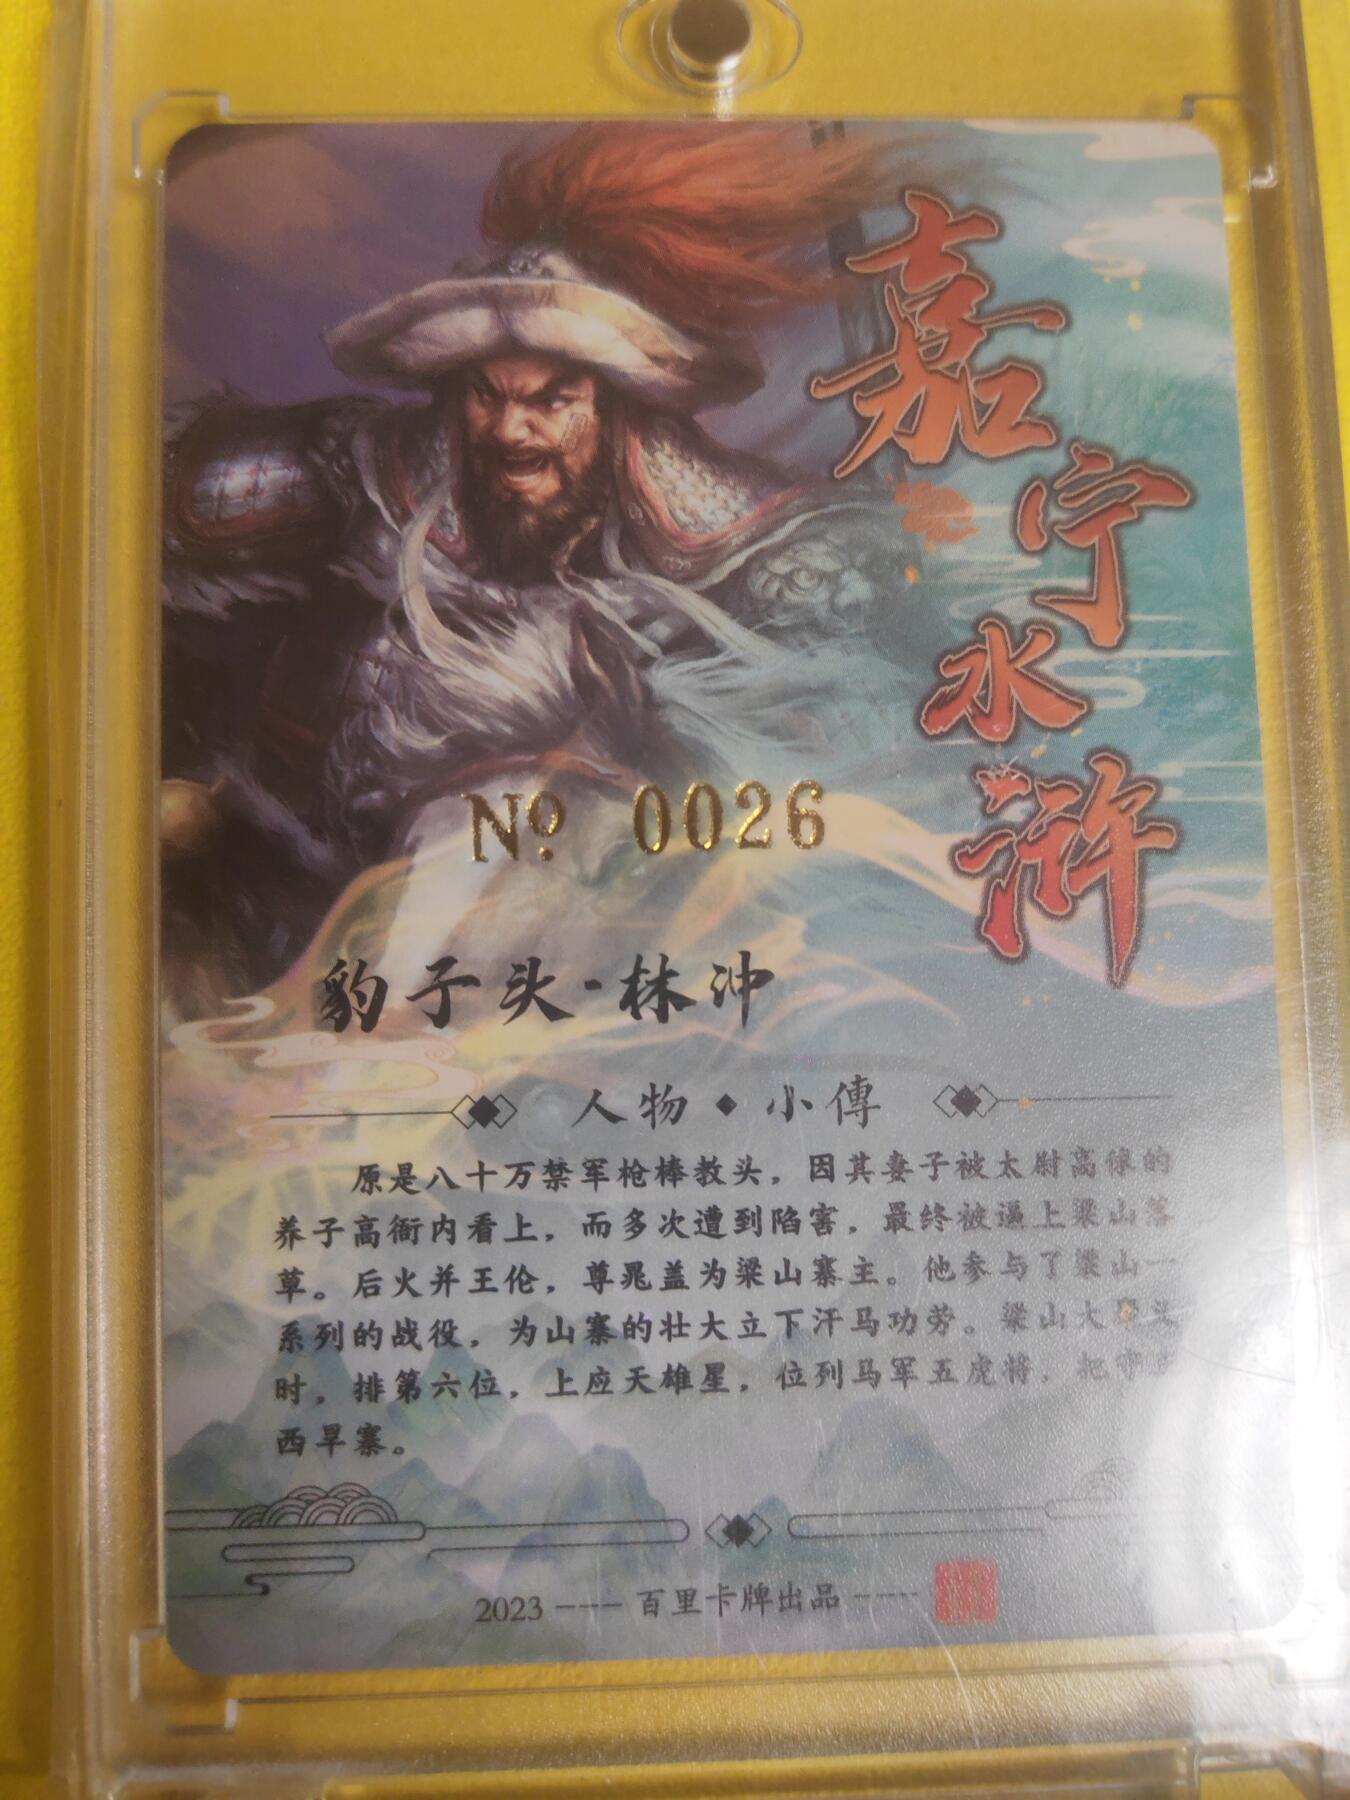 嘉宁水浒
No 0026
豹子头·林冲
人物◆小傳
原是八十万禁军枪棒教头，因其妻子被太尉高俅的
养子高衙内看上，而多次遭到陷害，最终被逼上梁山落
草。后火并王伦，尊晁盖为梁山寨主。他参与了梁山一
系列的战役，为山寨的壮大立下汗马功劳。梁山大聚义
时，排第六位，上应天雄星，位列马军五虎将，把守
西旱寨。
2023---百里卡牌出品----